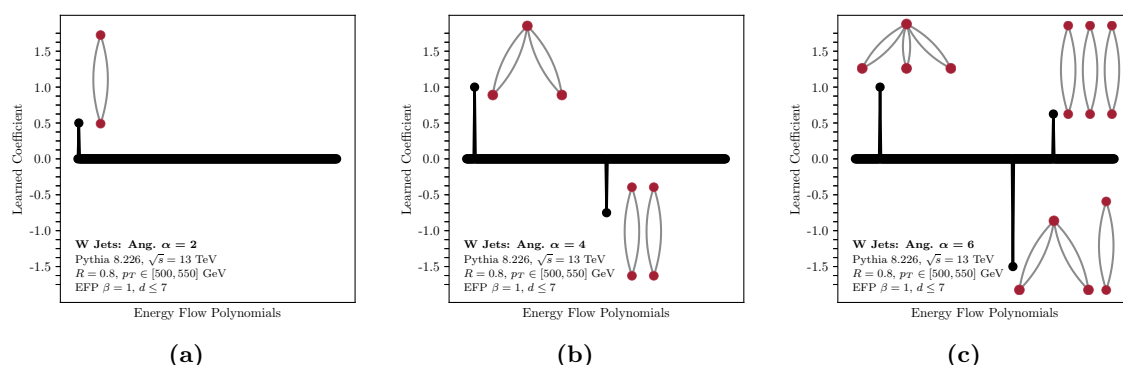 Learned Coefficient
1.5
1.0
0.5
0.0
-0.5
-1.0
-1.5
W Jets: Ang. α = 2
Pythia 8.226, √s = 13 TeV
R = 0.8, p_T ∈ [500, 550] GeV
EFP β = 1, d ≤ 7
Energy Flow Polynomials
(a)
Learned Coefficient
1.5
1.0
0.5
0.0
-0.5
-1.0
-1.5
W Jets: Ang. α = 4
Pythia 8.226, √s = 13 TeV
R = 0.8, p_T ∈ [500, 550] GeV
EFP β = 1, d ≤ 7
Energy Flow Polynomials
(b)
Learned Coefficient
1.5
1.0
0.5
0.0
-0.5
-1.0
-1.5
W Jets: Ang. α = 6
Pythia 8.226, √s = 13 TeV
R = 0.8, p_T ∈ [500, 550] GeV
EFP β = 1, d ≤ 7
Energy Flow Polynomials
(c)